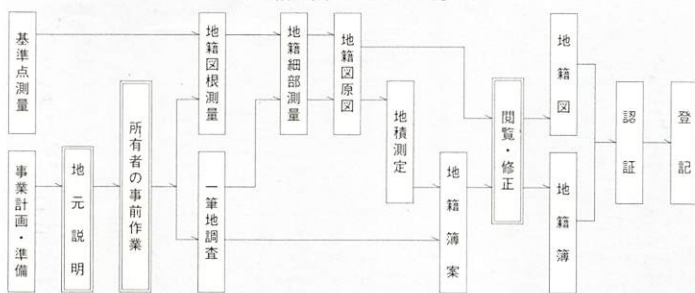 基準点測量
事業計画・準備
地元説明
所有者の事前作業
地籍図根測量
一筆地調査
地籍細部測量
地籍図原図
地積測定
地籍簿案
閲覧・修正
地籍図
地籍簿
認証
登記